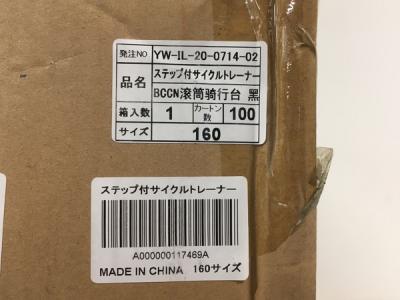 発注NO YW-IL-20-0714-02
品名 ステップ付サイクルトレーナー
BCCN滚筒骑行台 黑
箱入数 1 カートン数 100
サイズ 160
ステップ付サイクルトレーナー
A000000117469A
MADE IN CHINA 160サイズ